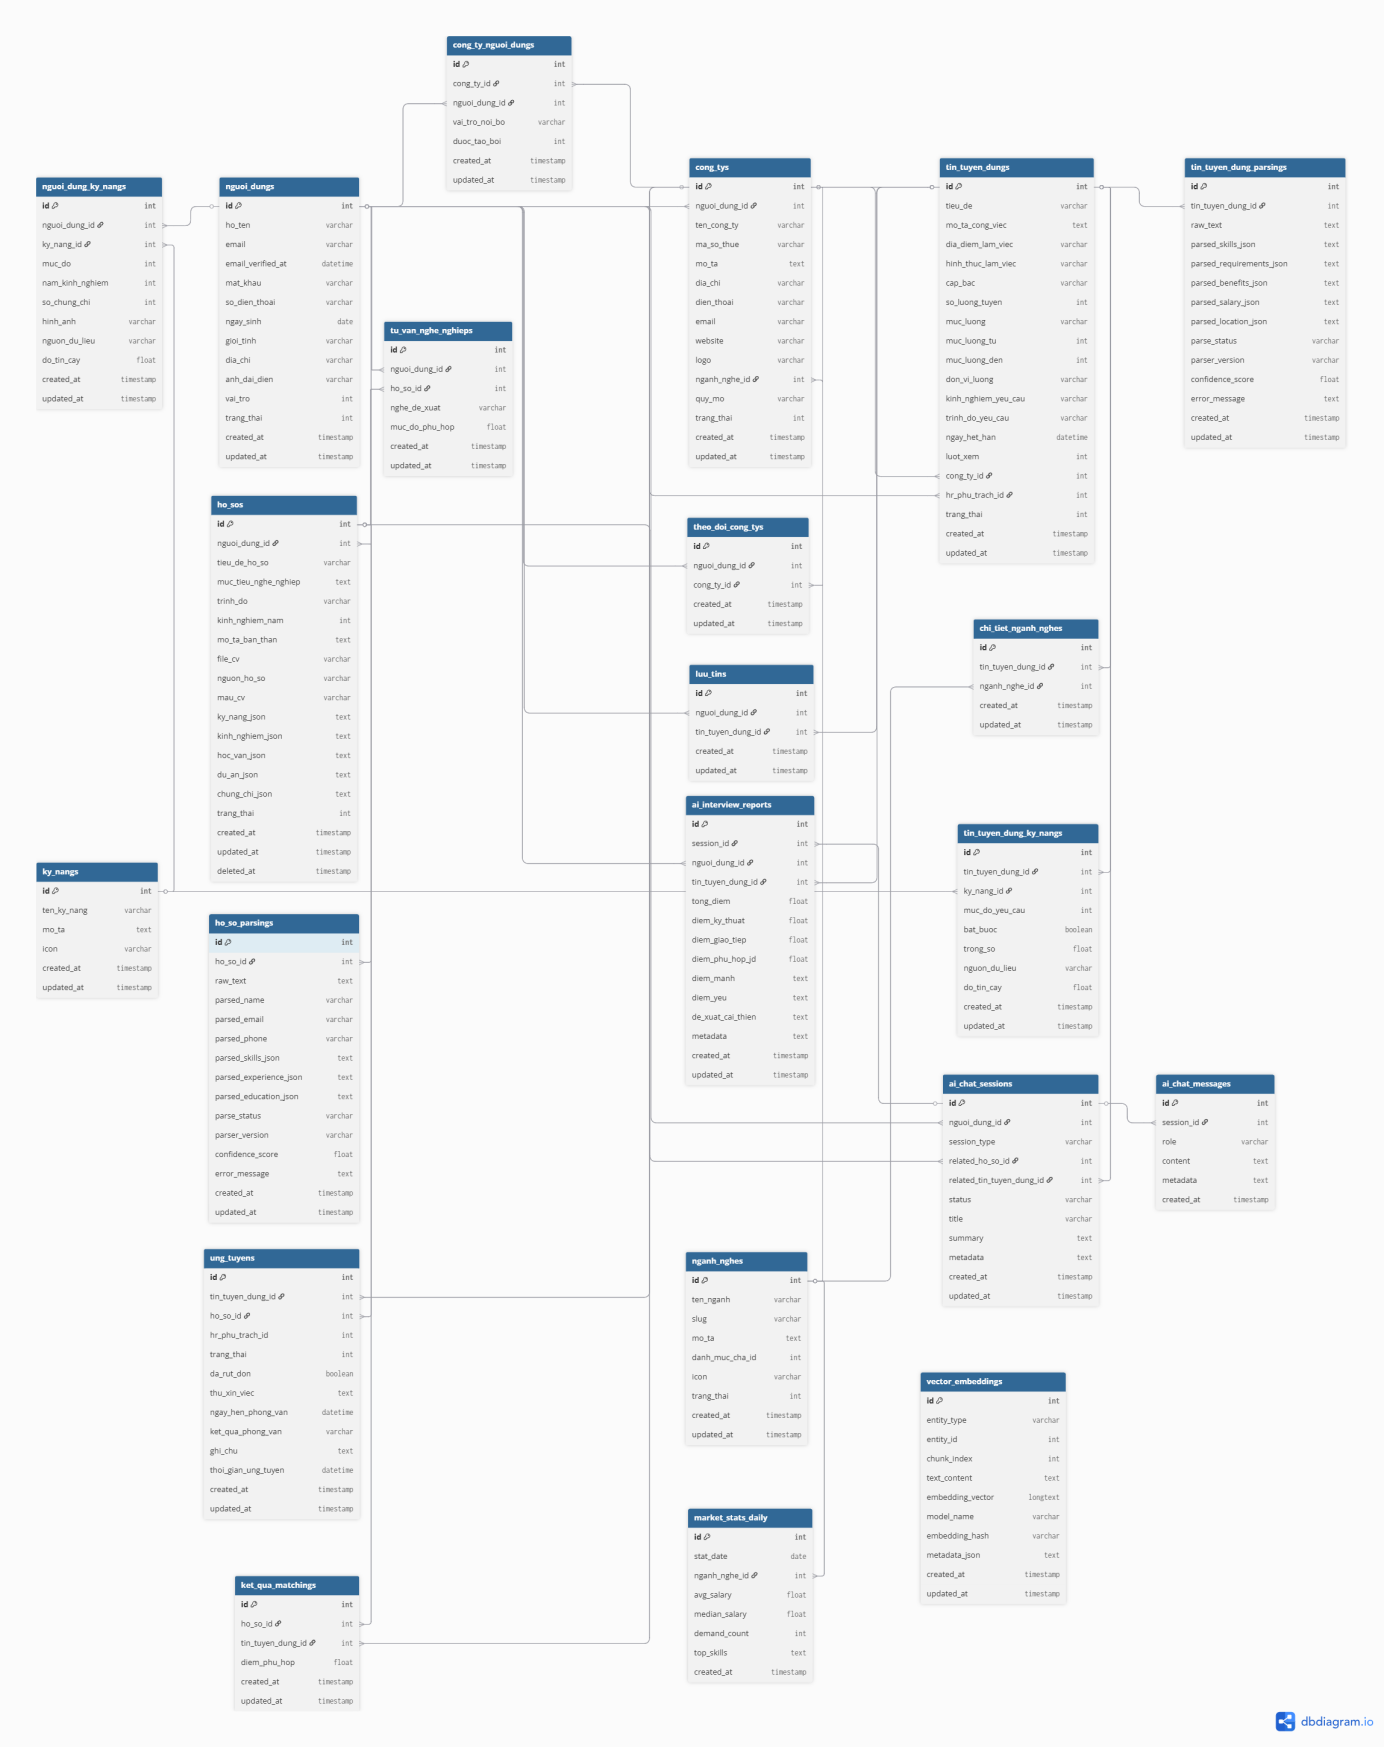 cong_ty_nguoi_dungs
id int
cong_ty_id int
nguoi_dung_id int
vai_tro_noi_bo varchar
duoc_tao_boi int
created_at timestamp
updated_at timestamp
nguoi_dung_ky_nangs
id int
nguoi_dung_id int
ky_nang_id int
muc_do int
nam_kinh_nghiem int
so_chung_chi int
hinh_anh varchar
nguon_du_lieu varchar
do_tin_cay float
created_at timestamp
updated_at timestamp
nguoi_dungs
id int
ho_ten varchar
email varchar
email_verified_at datetime
mat_khau varchar
so_dien_thoai varchar
ngay_sinh date
gioi_tinh varchar
dia_chi varchar
anh_dai_dien varchar
vai_tro int
trang_thai int
created_at timestamp
updated_at timestamp
tu_van_nghe_nghieps
id int
nguoi_dung_id int
ho_so_id int
nghe_de_xuat varchar
muc_do_phu_hop float
created_at timestamp
updated_at timestamp
cong_tys
id int
nguoi_dung_id int
ten_cong_ty varchar
ma_so_thue varchar
mo_ta text
dia_chi varchar
dien_thoai varchar
email varchar
website varchar
logo varchar
nganh_nghe_id int
quy_mo varchar
trang_thai int
created_at timestamp
updated_at timestamp
tin_tuyen_dungs
id int
tieu_de varchar
mo_ta_cong_viec text
dia_diem_lam_viec varchar
hinh_thuc_lam_viec varchar
cap_bac varchar
so_luong_tuyen int
muc_luong varchar
muc_luong_tu int
muc_luong_den int
don_vi_luong varchar
kinh_nghiem_yeu_cau varchar
trinh_do_yeu_cau varchar
ngay_het_han datetime
luot_xem int
cong_ty_id int
hr_phu_trach_id int
trang_thai int
created_at timestamp
updated_at timestamp
tin_tuyen_dung_parsings
id int
tin_tuyen_dung_id int
raw_text text
parsed_skills_json text
parsed_requirements_json text
parsed_benefits_json text
parsed_salary_json text
parsed_location_json text
parse_status varchar
parser_version varchar
confidence_score float
error_message text
created_at timestamp
updated_at timestamp
ho_sos
id int
nguoi_dung_id int
tieu_de_ho_so varchar
muc_tieu_nghe_nghiep text
trinh_do varchar
kinh_nghiem_nam int
mo_ta_ban_than text
file_cv varchar
nguon_ho_so varchar
mau_cv varchar
ky_nang_json text
kinh_nghiem_json text
hoc_van_json text
du_an_json text
chung_chi_json text
trang_thai int
created_at timestamp
updated_at timestamp
deleted_at timestamp
theo_doi_cong_tys
id int
nguoi_dung_id int
cong_ty_id int
created_at timestamp
updated_at timestamp
chi_tiet_nganh_nghes
id int
tin_tuyen_dung_id int
nganh_nghe_id int
created_at timestamp
updated_at timestamp
luu_tins
id int
nguoi_dung_id int
tin_tuyen_dung_id int
created_at timestamp
updated_at timestamp
ai_interview_reports
id int
session_id int
nguoi_dung_id int
tin_tuyen_dung_id int
tong_diem float
diem_ky_thuat float
diem_giao_tiep float
diem_phu_hop_jd float
diem_manh text
diem_yeu text
de_xuat_cai_thien text
metadata text
created_at timestamp
updated_at timestamp
tin_tuyen_dung_ky_nangs
id int
tin_tuyen_dung_id int
ky_nang_id int
muc_do_yeu_cau int
bat_buoc boolean
trong_so float
nguon_du_lieu varchar
do_tin_cay float
created_at timestamp
updated_at timestamp
ky_nangs
id int
ten_ky_nang varchar
mo_ta text
icon varchar
created_at timestamp
updated_at timestamp
ho_so_parsings
id int
ho_so_id int
raw_text text
parsed_name varchar
parsed_email varchar
parsed_phone varchar
parsed_skills_json text
parsed_experience_json text
parsed_education_json text
parse_status varchar
parser_version varchar
confidence_score float
error_message text
created_at timestamp
updated_at timestamp
ai_chat_sessions
id int
nguoi_dung_id int
session_type varchar
related_ho_so_id int
related_tin_tuyen_dung_id int
status varchar
title varchar
summary text
metadata text
created_at timestamp
updated_at timestamp
ai_chat_messages
id int
session_id int
role varchar
content text
metadata text
created_at timestamp
ung_tuyens
id int
tin_tuyen_dung_id int
ho_so_id int
hr_phu_trach_id int
trang_thai int
da_rut_don boolean
thu_xin_viec text
ngay_hen_phong_van datetime
ket_qua_phong_van varchar
ghi_chu text
thoi_gian_ung_tuyen datetime
created_at timestamp
updated_at timestamp
nganh_nghes
id int
ten_nganh varchar
slug varchar
mo_ta text
danh_muc_cha_id int
icon varchar
trang_thai int
created_at timestamp
updated_at timestamp
vector_embeddings
id int
entity_type varchar
entity_id int
chunk_index int
text_content text
embedding_vector longtext
model_name varchar
embedding_hash varchar
metadata_json text
created_at timestamp
updated_at timestamp
market_stats_daily
id int
stat_date date
nganh_nghe_id int
avg_salary float
median_salary float
demand_count int
top_skills text
created_at timestamp
ket_qua_matchings
id int
ho_so_id int
tin_tuyen_dung_id int
diem_phu_hop float
created_at timestamp
updated_at timestamp
dbdiagram.io